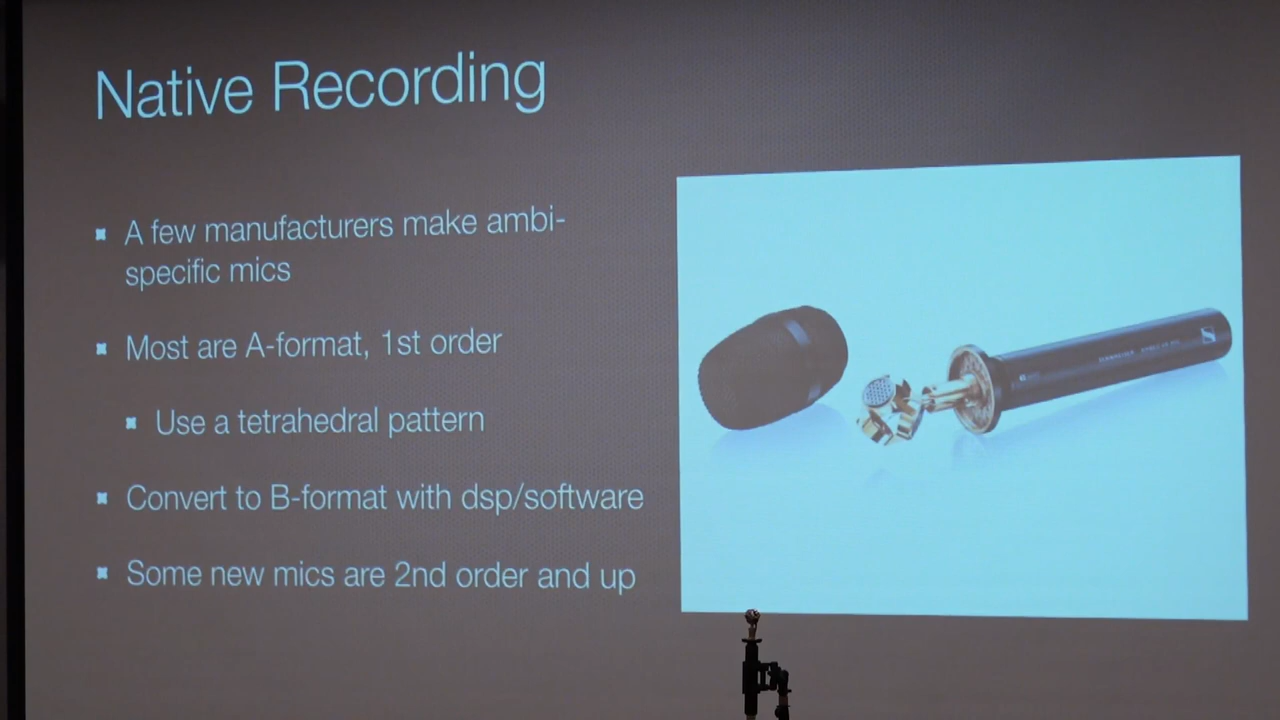 Native Recording
A few manufacturers make ambi-
specific mics
Most are A-format, 1st order
Use a tetrahedral pattern
Convert to B-format with dsp/software
Some new mics are 2nd order and up